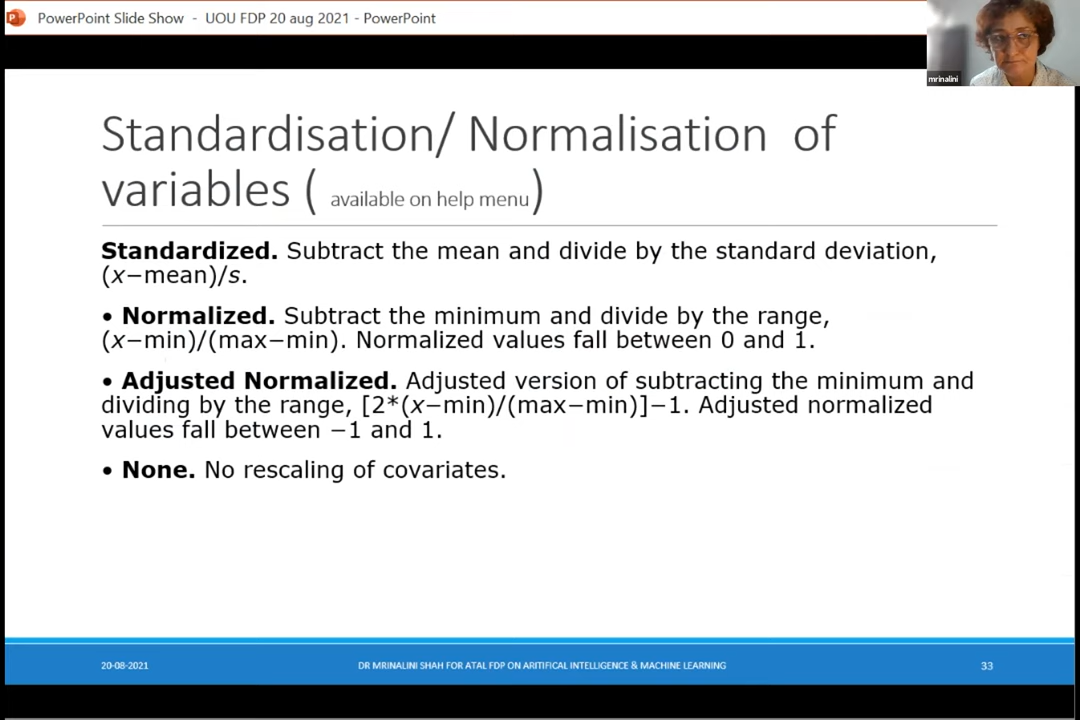 PowerPoint Slide Show - UOU FDP 20 aug 2021 - PowerPoint
mrinalini
Standardisation/ Normalisation of
variables ( available on help menu)
Standardized. Subtract the mean and divide by the standard deviation,
(x−mean)/s.
• Normalized. Subtract the minimum and divide by the range,
(x−min)/(max−min). Normalized values fall between 0 and 1.
• Adjusted Normalized. Adjusted version of subtracting the minimum and
dividing by the range, [2*(x−min)/(max−min)]−1. Adjusted normalized
values fall between −1 and 1.
• None. No rescaling of covariates.
20-08-2021
DR MRINALINI SHAH FOR ATAL FDP ON ARITIFICAL INTELLIGENCE & MACHINE LEARNING
33